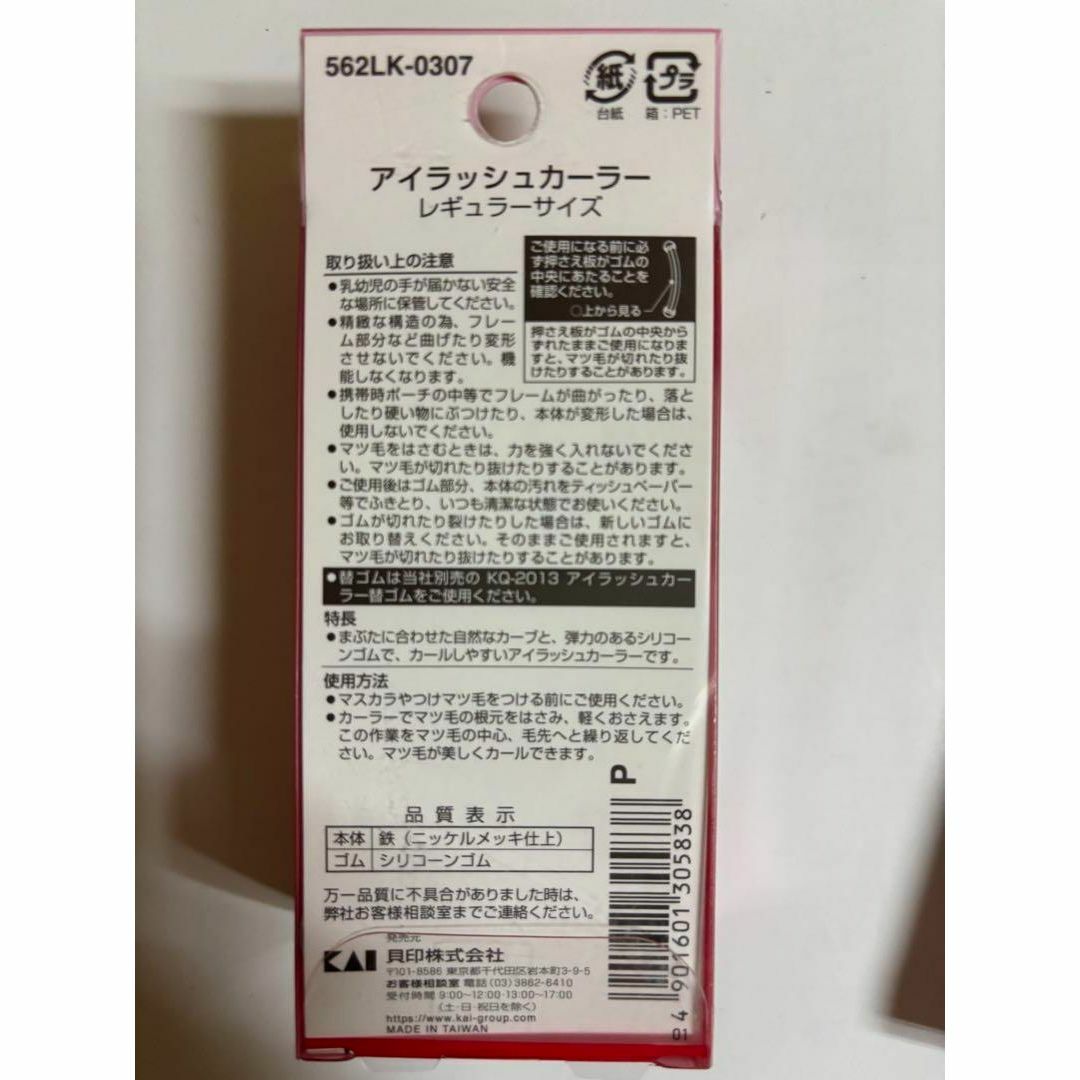 562LK-0307
紙
台紙
プラ
箱：PET
アイラッシュカーラー
レギュラーサイズ
取り扱い上の注意
●乳幼児の手が届かない安全
な場所に保管してください。
●精緻な構造の為、フレー
ム部分など曲げたり変形
させないでください。機
能しなくなります。
ご使用になる前に必
ず押さえ板がゴムの
中央にあたることを
確認ください。
○上から見る
押さえ板がゴムの中央から
ずれたままご使用になりま
すと、マツ毛が切れたり抜
けたりすることがあります。
●携帯時ポーチの中等でフレームが曲がったり、落と
したり硬い物にぶつけたり、本体が変形した場合は、
使用しないでください。
●マツ毛をはさむときは、力を強く入れないでくださ
い。マツ毛が切れたり抜けたりすることがあります。
●ご使用後はゴム部分、本体の汚れをティッシュペーパー
等でふきとり、いつも清潔な状態でお使いください。
●ゴムが切れたり裂けたりした場合は、新しいゴムに
お取り替えください。そのままご使用されますと、
マツ毛が切れたり抜けたりすることがあります。
●替ゴムは当社別売の KQ-2013 アイラッシュカー
ラー替ゴムをご使用ください。
特長
●まぶたに合わせた自然なカーブと、弾力のあるシリコー
ンゴムで、カールしやすいアイラッシュカーラーです。
使用方法
●マスカラやつけマツ毛をつける前にご使用ください。
●カーラーでマツ毛の根元をはさみ、軽くおさえます。
この作業をマツ毛の中心、毛先へと繰り返してくだ
さい。マツ毛が美しくカールできます。
P
品質表示
本体 鉄（ニッケルメッキ仕上）
ゴム シリコーンゴム
万一品質に不具合がありました時は、
弊社お客様相談室までご連絡ください。
発売元
KAI 貝印株式会社
〒101-8586 東京都千代田区岩本町3-9-5
お客様相談室 電話(03)3862-6410
受付時間 9:00~12:00・13:00~17:00
(土・日・祝日を除く)
https://www.kai-group.com
MADE IN TAIWAN
4 901601 305838
01